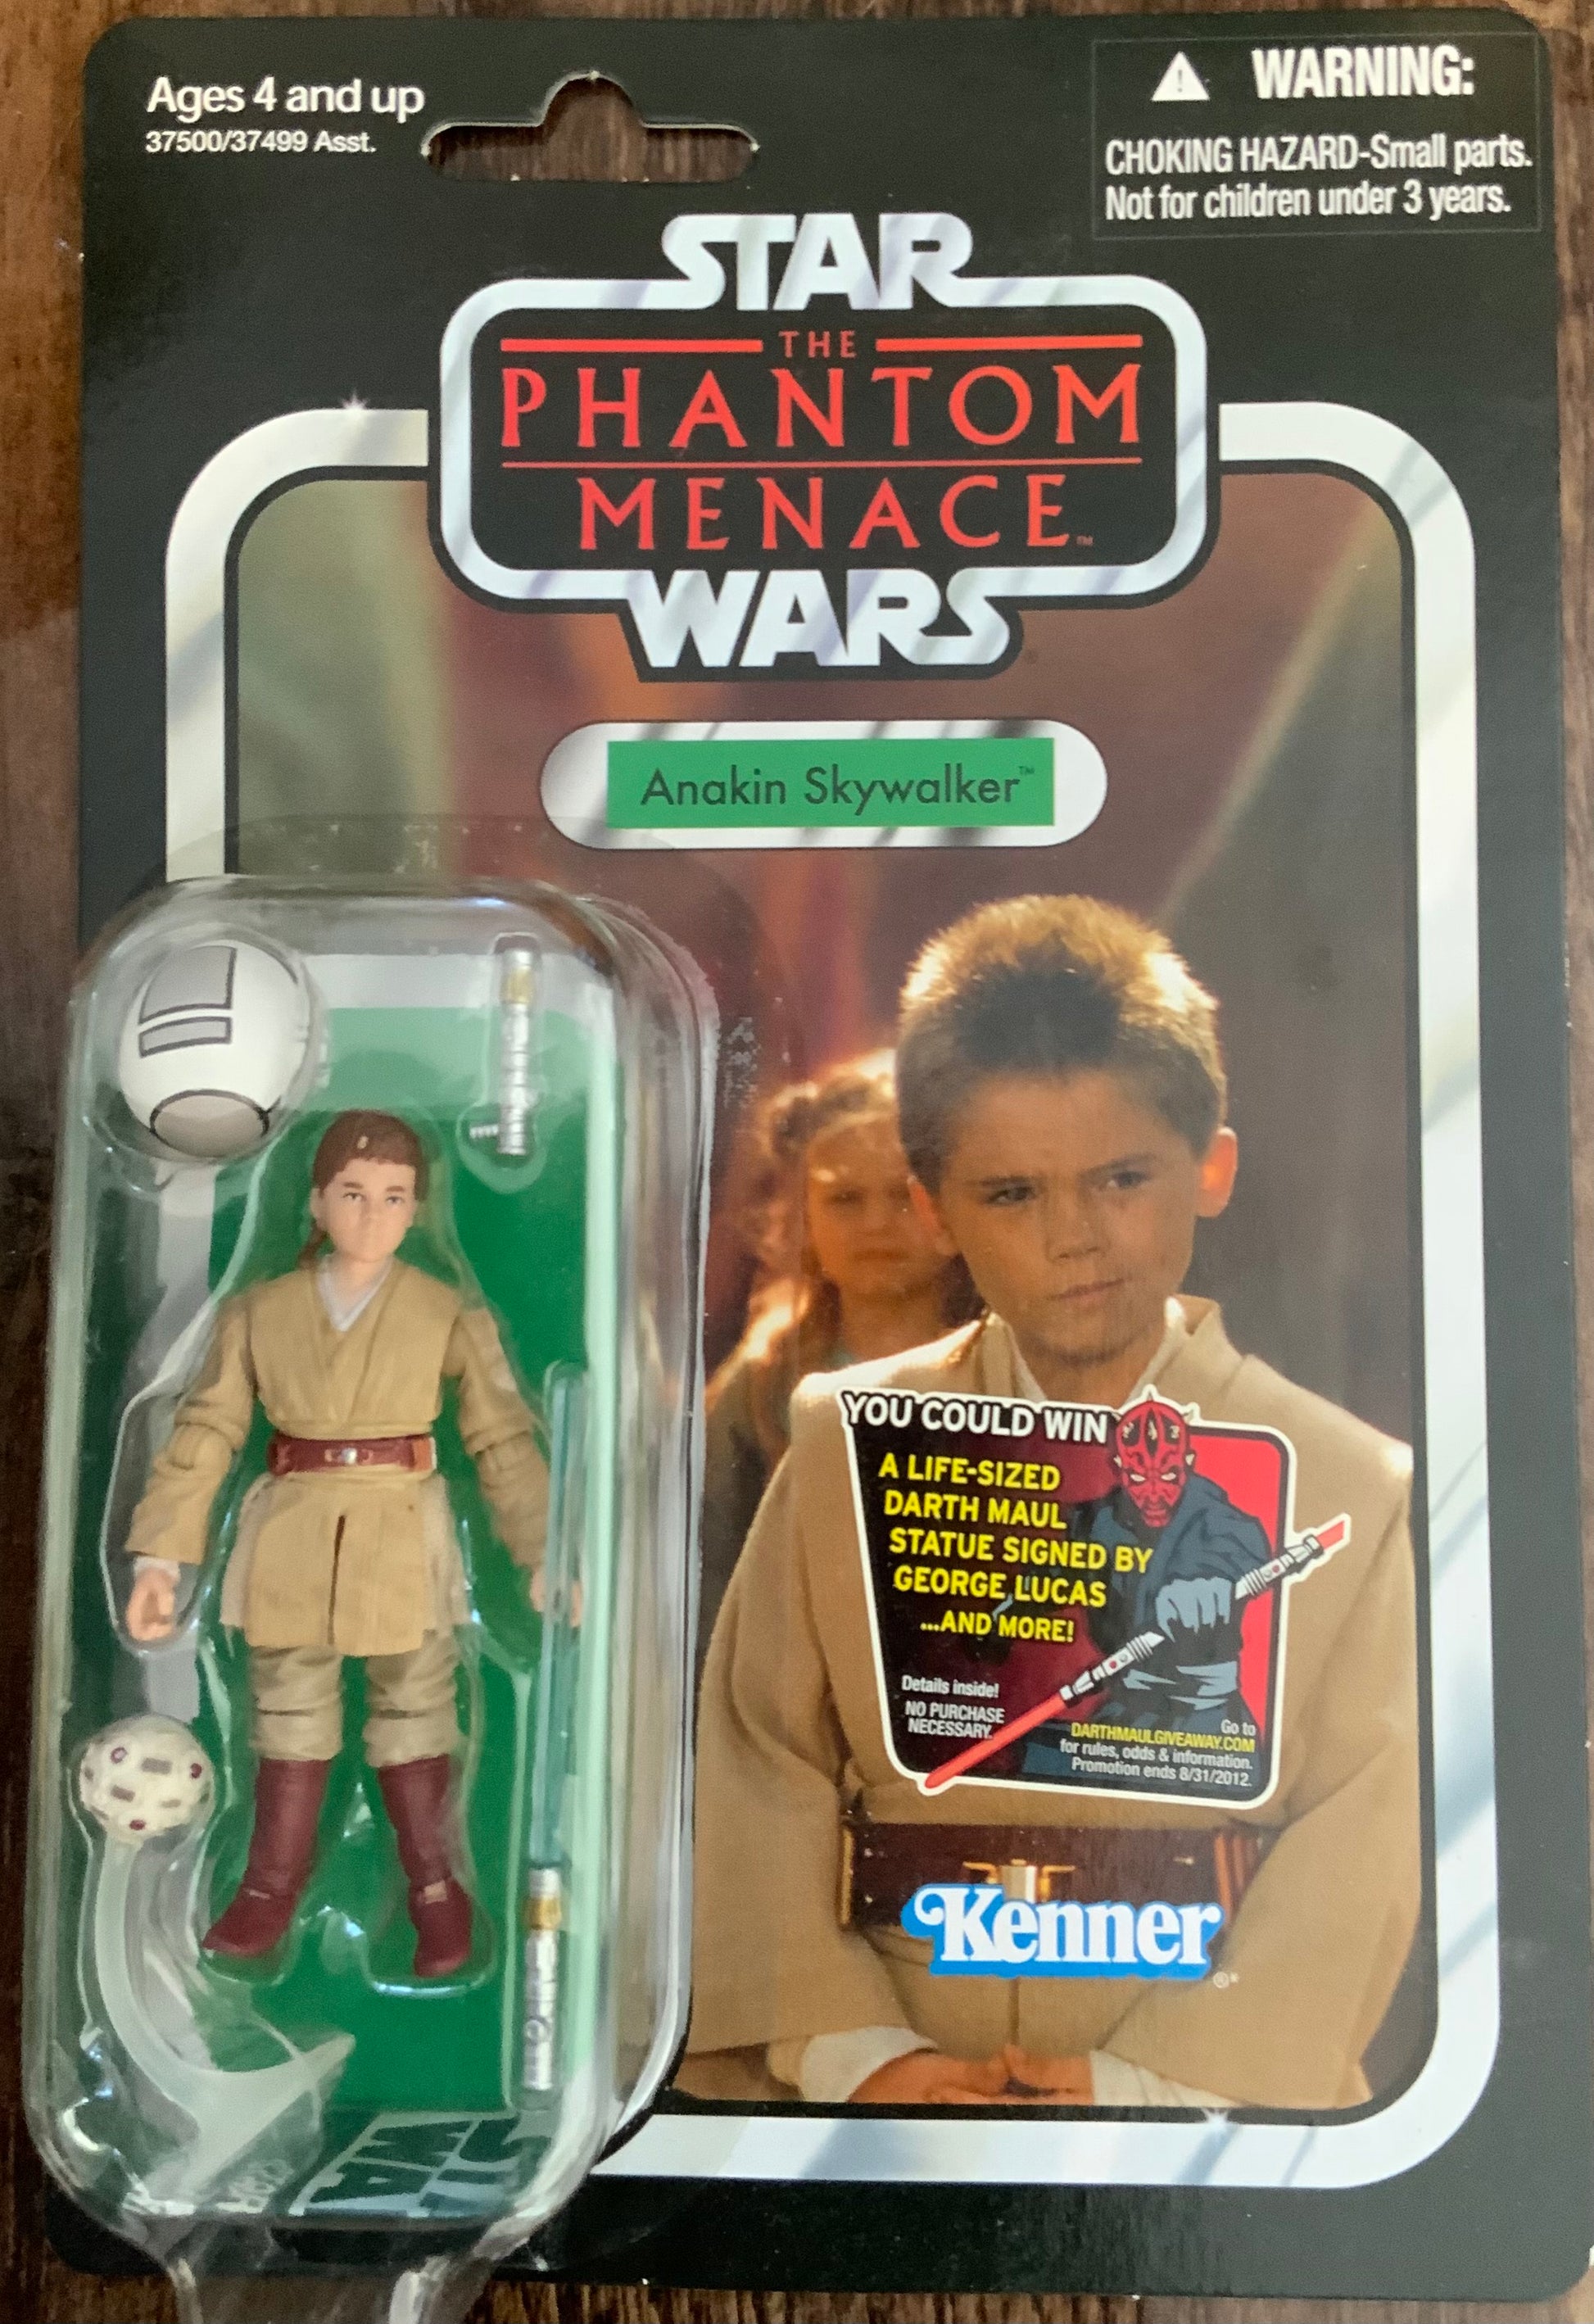 Ages 4 and up
37500/37499 Asst.
WARNING:
CHOKING HAZARD-Small parts.
Not for children under 3 years.
STAR
THE
PHANTOM
MENACE™
WARS
Anakin Skywalker™
YOU COULD WIN
A LIFE-SIZED
DARTH MAUL
STATUE SIGNED BY
GEORGE LUCAS
...AND MORE!
Details inside!
NO PURCHASE
NECESSARY.
Go to
DARTHMAULGIVEAWAY.COM
for rules, odds & information.
Promotion ends 8/31/2012.
Kenner®